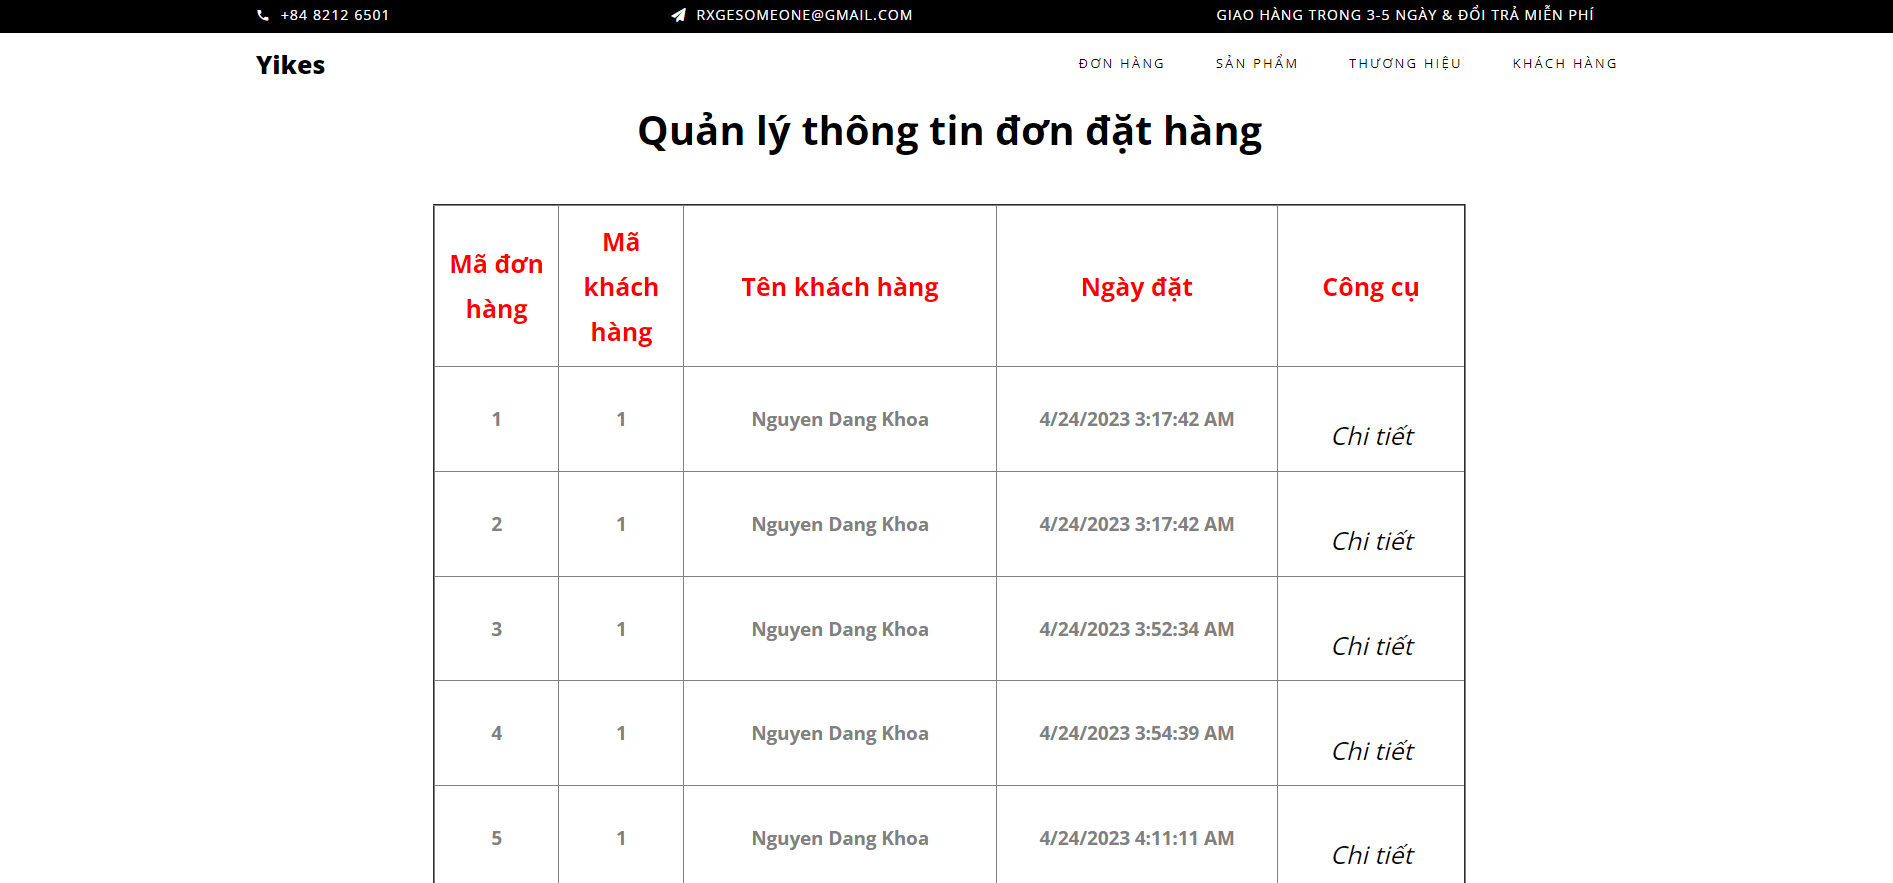 +84 8212 6501
RXGESOMEONE@GMAIL.COM
GIAO HÀNG TRONG 3-5 NGÀY & ĐỔI TRẢ MIỄN PHÍ
Yikes
ĐƠN HÀNG
SẢN PHẨM
THƯƠNG HIỆU
KHÁCH HÀNG
Quản lý thông tin đơn đặt hàng
Mã đơn
hàng
Mã
khách
hàng
Tên khách hàng
Ngày đặt
Công cụ
1
1
Nguyen Dang Khoa
4/24/2023 3:17:42 AM
Chi tiết
2
1
Nguyen Dang Khoa
4/24/2023 3:17:42 AM
Chi tiết
3
1
Nguyen Dang Khoa
4/24/2023 3:52:34 AM
Chi tiết
4
1
Nguyen Dang Khoa
4/24/2023 3:54:39 AM
Chi tiết
5
1
Nguyen Dang Khoa
4/24/2023 4:11:11 AM
Chi tiết